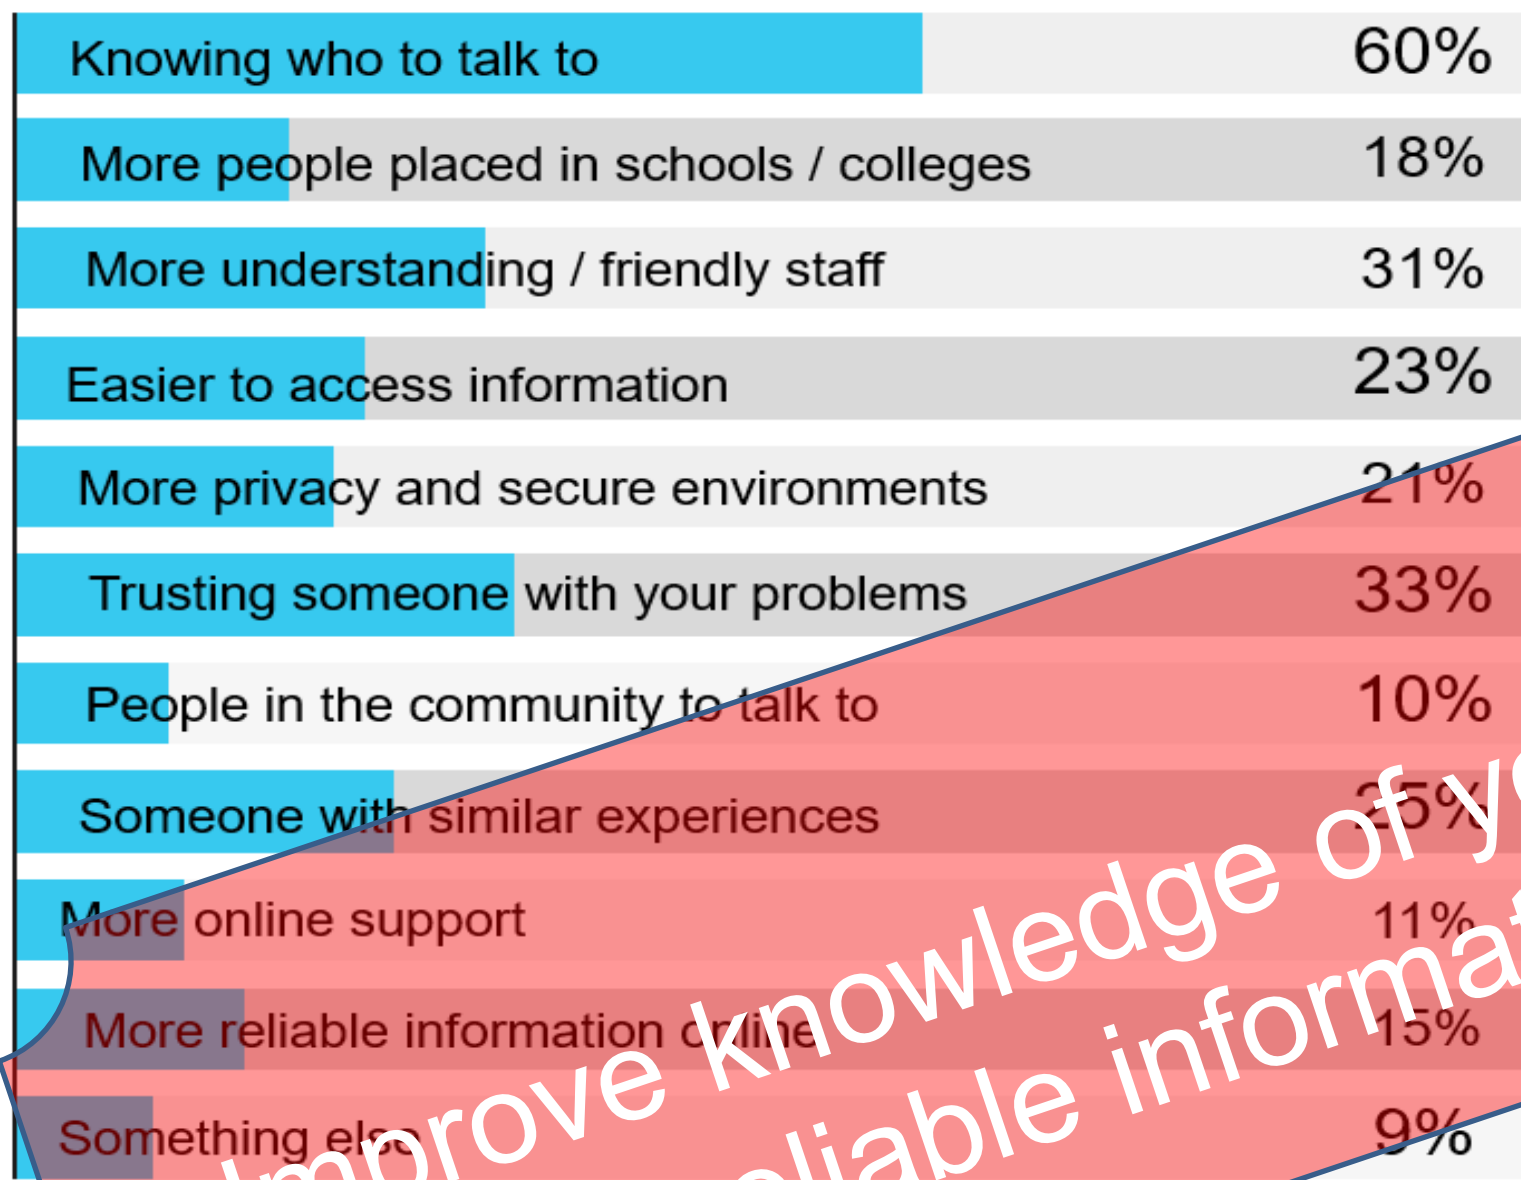 Knowing who to talk to 60%
More people placed in schools / colleges 18%
More understanding / friendly staff 31%
Easier to access information 23%
More privacy and secure environments 21%
Trusting someone with your problems 33%
People in the community to talk to 10%
Someone with similar experiences 25%
More online support 11%
More reliable information online 15%
Something else 9%
Improve knowledge of
information